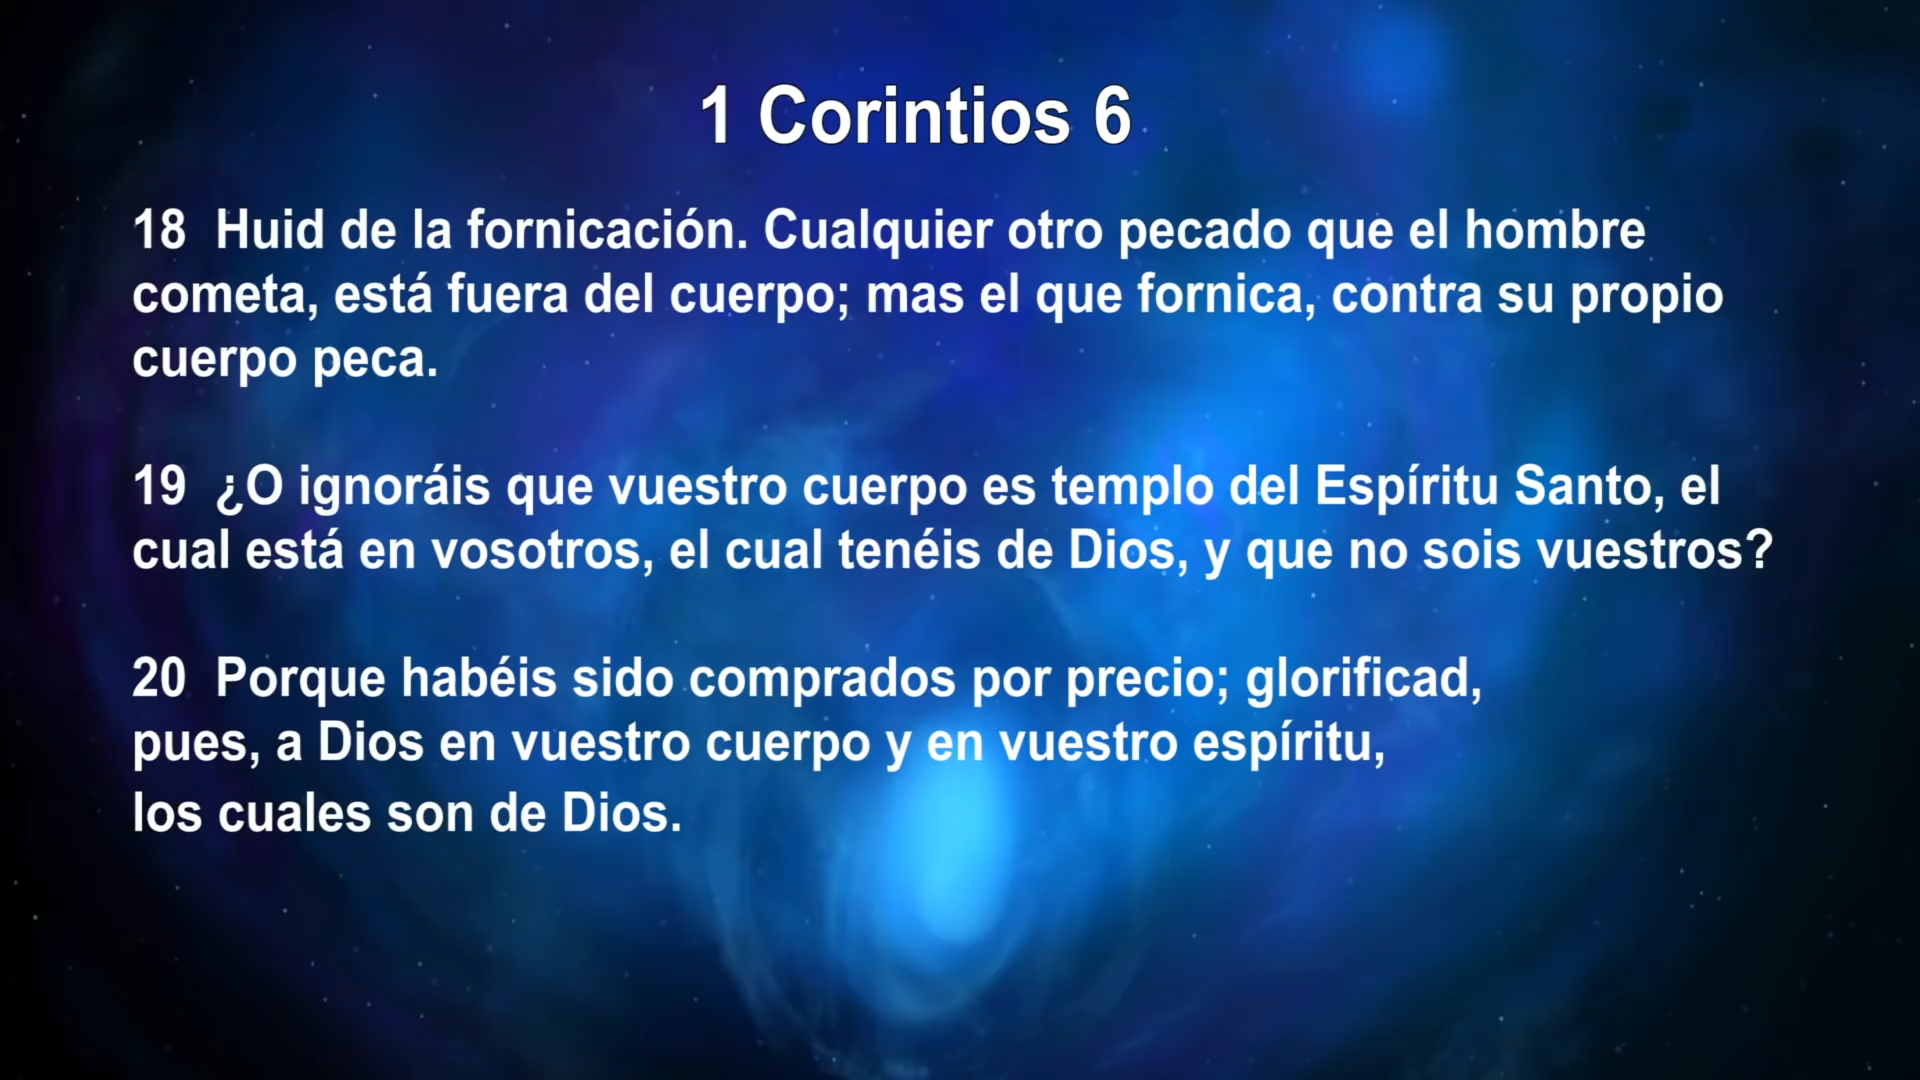 1 Corintios 6
18 Huid de la fornicación. Cualquier otro pecado que el hombre
cometa, está fuera del cuerpo; mas el que fornica, contra su propio
cuerpo peca.
19 ¿O ignoráis que vuestro cuerpo es templo del Espíritu Santo, el
cual está en vosotros, el cual tenéis de Dios, y que no sois vuestros?
20 Porque habéis sido comprados por precio; glorificad,
pues, a Dios en vuestro cuerpo y en vuestro espíritu,
los cuales son de Dios.